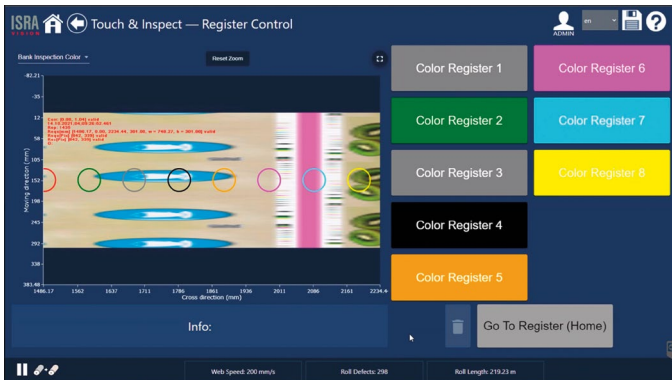 ISRA
VISION
Touch & Inspect — Register Control
ADMIN
en
Bank Inspection Color
Reset Zoom
-82.21
-35
12
58
105
152
198
245
292
338
383.48
Moving direction (mm)
1486.17 1562 1637 1711 1786 1861 1936 2011 2086 2161 2234.4
Cross direction (mm)
Color Register 1
Color Register 6
Color Register 2
Color Register 7
Color Register 3
Color Register 8
Color Register 4
Color Register 5
Info:
Go To Register (Home)
Web Speed: 200 mm/s
Roll Defects: 298
Roll Length: 219.23 m